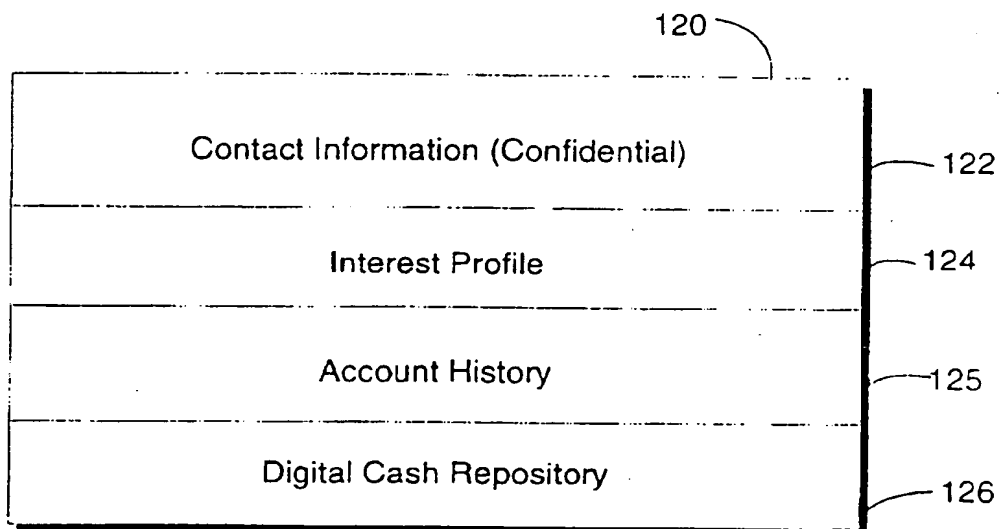 120
Contact Information (Confidential)
122
Interest Profile
124
Account History
125
Digital Cash Repository
126